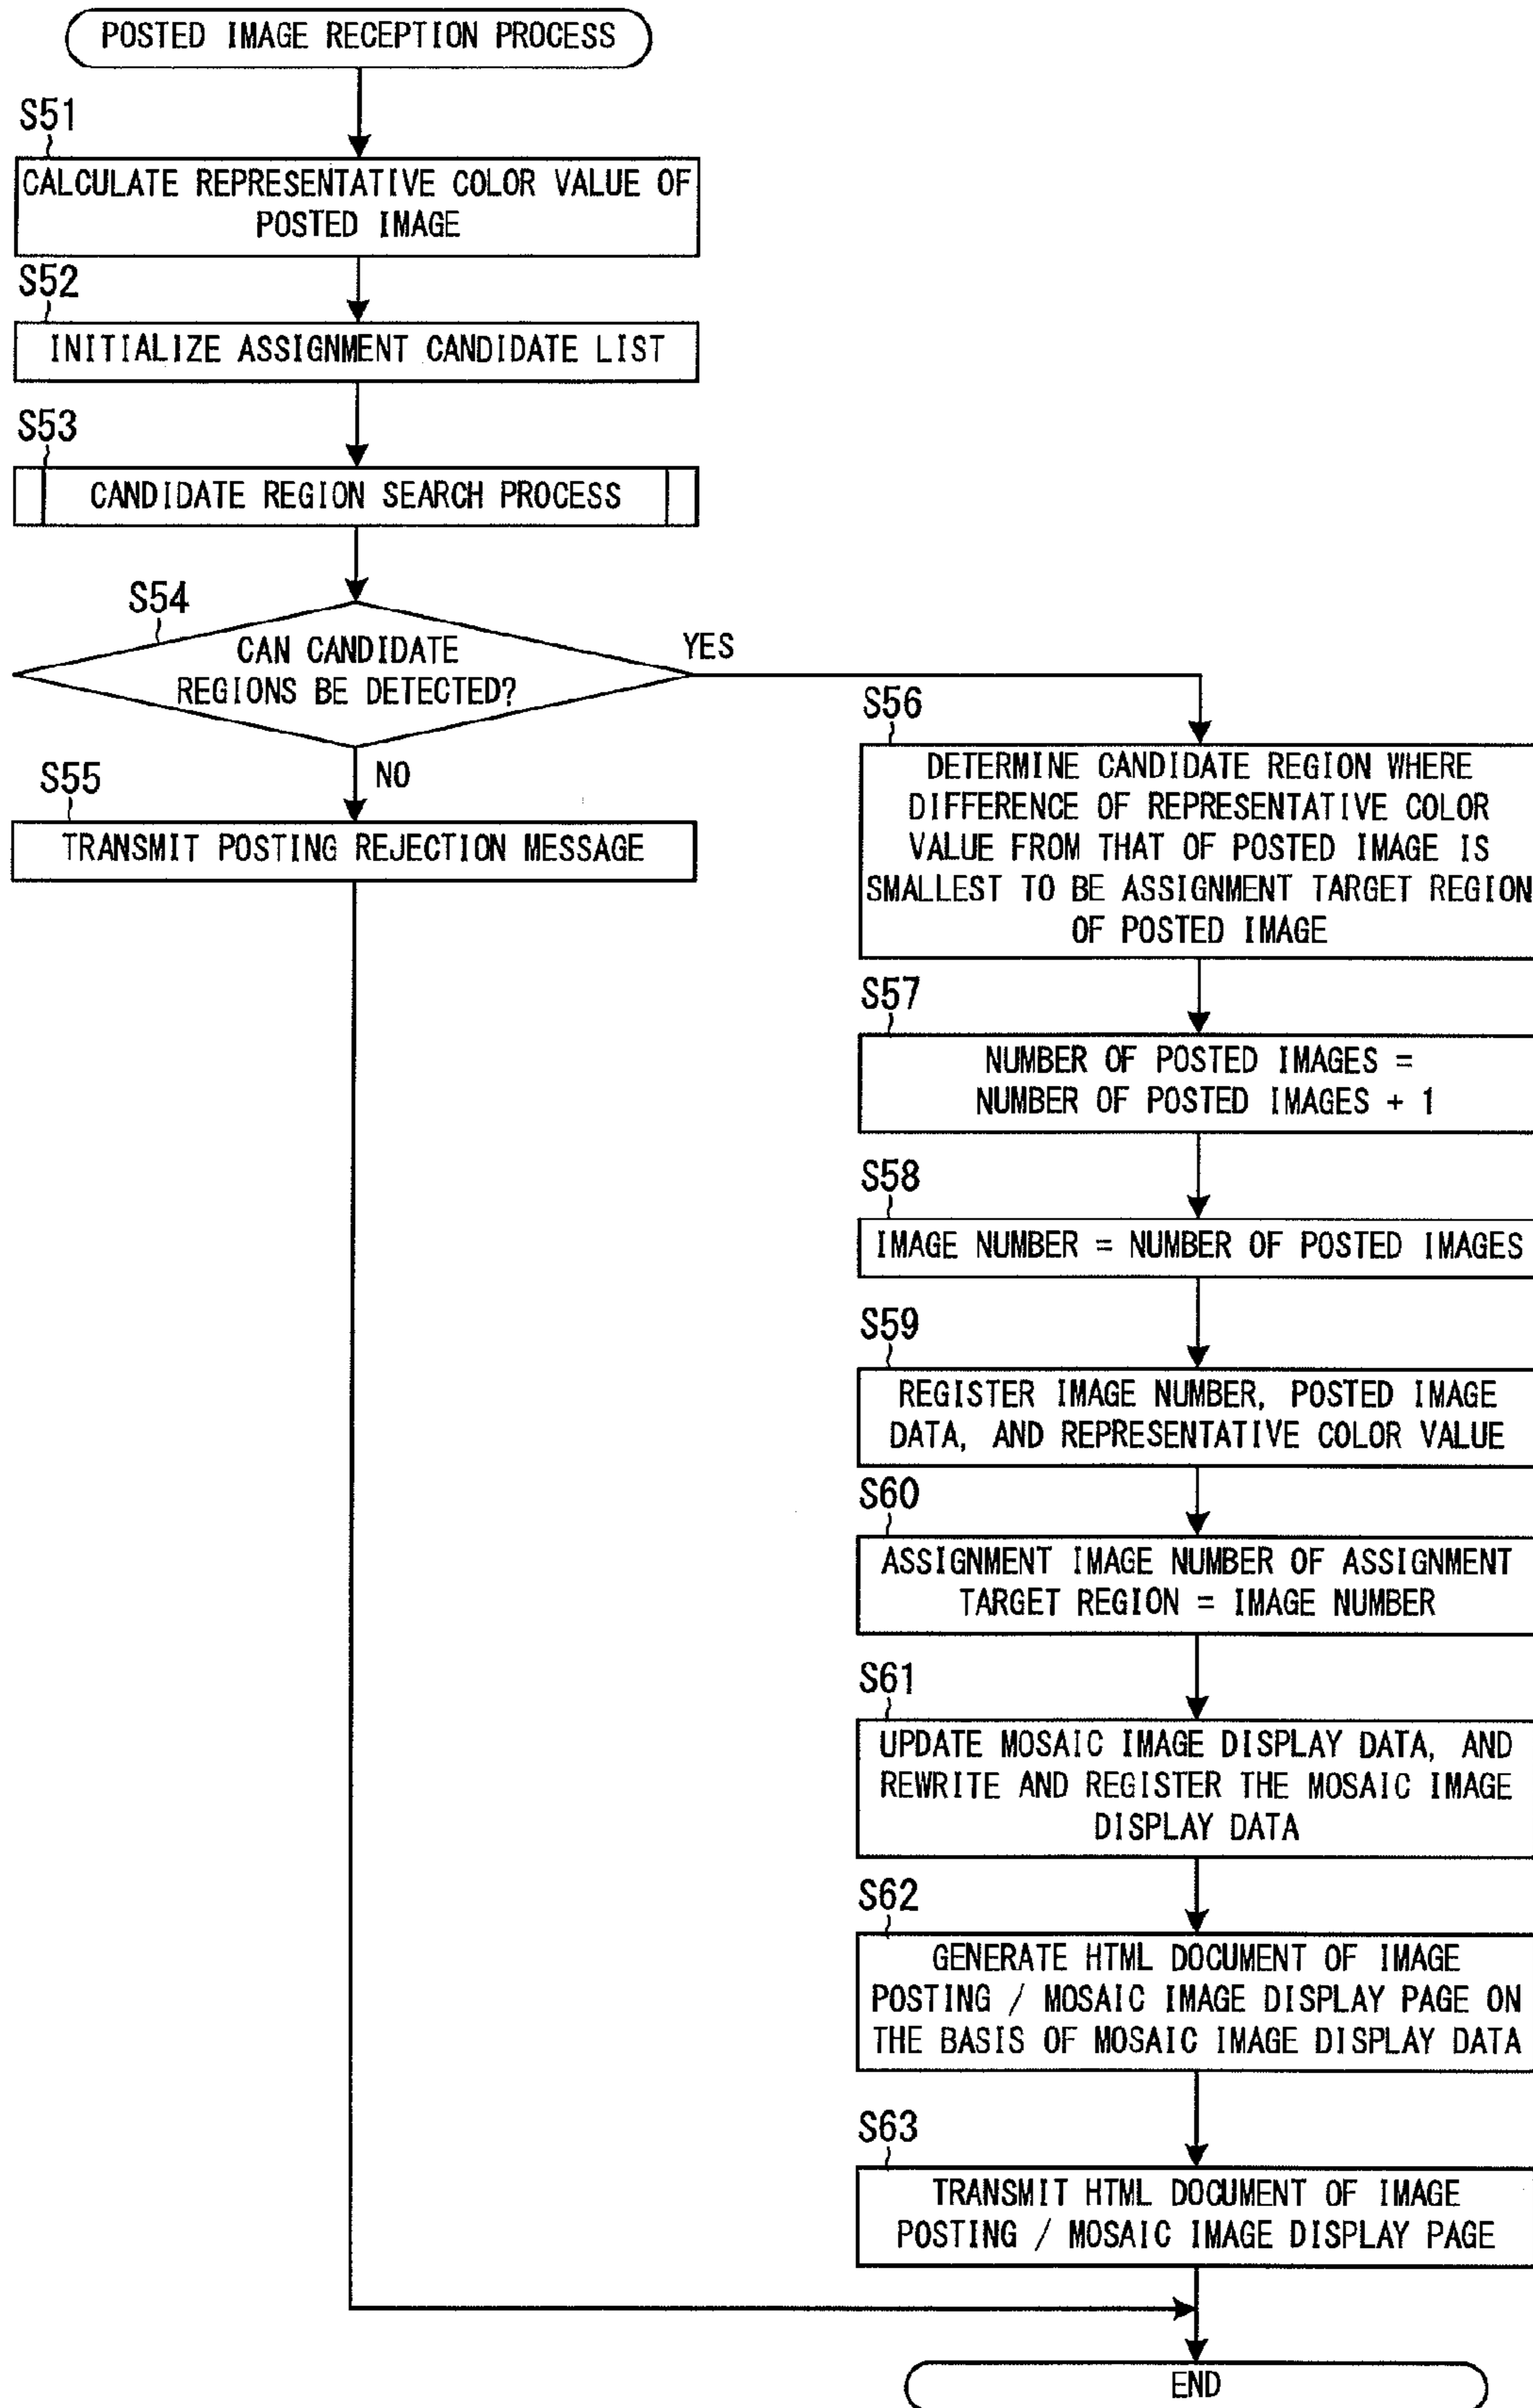 POSTED IMAGE RECEPTION PROCESS
S51
CALCULATE REPRESENTATIVE COLOR VALUE OF
POSTED IMAGE
S52
INITIALIZE ASSIGNMENT CANDIDATE LIST
S53
CANDIDATE REGION SEARCH PROCESS
S54
CAN CANDIDATE
REGIONS BE DETECTED?
YES
NO
S55
TRANSMIT POSTING REJECTION MESSAGE
S56
DETERMINE CANDIDATE REGION WHERE
DIFFERENCE OF REPRESENTATIVE COLOR
VALUE FROM THAT OF POSTED IMAGE IS
SMALLEST TO BE ASSIGNMENT TARGET REGION
OF POSTED IMAGE
S57
NUMBER OF POSTED IMAGES =
NUMBER OF POSTED IMAGES + 1
S58
IMAGE NUMBER = NUMBER OF POSTED IMAGES
S59
REGISTER IMAGE NUMBER, POSTED IMAGE
DATA, AND REPRESENTATIVE COLOR VALUE
S60
ASSIGNMENT IMAGE NUMBER OF ASSIGNMENT
TARGET REGION = IMAGE NUMBER
S61
UPDATE MOSAIC IMAGE DISPLAY DATA, AND
REWRITE AND REGISTER THE MOSAIC IMAGE
DISPLAY DATA
S62
GENERATE HTML DOCUMENT OF IMAGE
POSTING / MOSAIC IMAGE DISPLAY PAGE ON
THE BASIS OF MOSAIC IMAGE DISPLAY DATA
S63
TRANSMIT HTML DOCUMENT OF IMAGE
POSTING / MOSAIC IMAGE DISPLAY PAGE
END